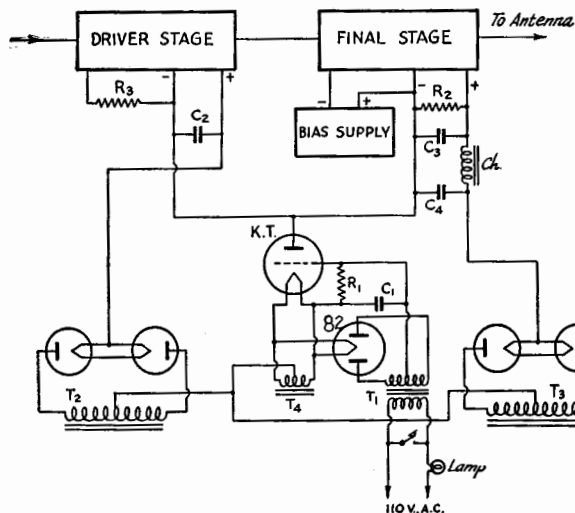 To Antenna
DRIVER STAGE
FINAL STAGE
- +
- +
R3
R2
- +
C2
BIAS SUPPLY
C3
Ch.
C4
K.T.
R1
C1
82
T2
T4
T1
T3
Lamp
110 V. A.C.